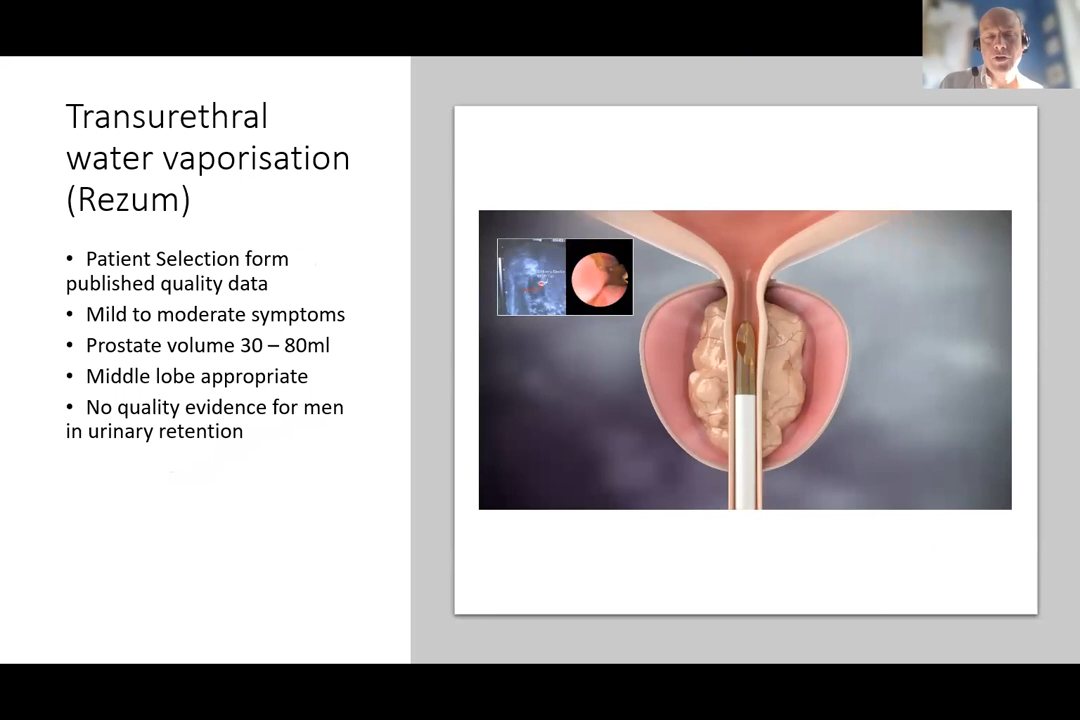 Transurethral
water vaporisation
(Rezum)
• Patient Selection form
published quality data
• Mild to moderate symptoms
• Prostate volume 30 – 80ml
• Middle lobe appropriate
• No quality evidence for men
in urinary retention